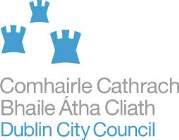 Comhairle Cathrach
Bhaile Átha Cliath
Dublin City Council